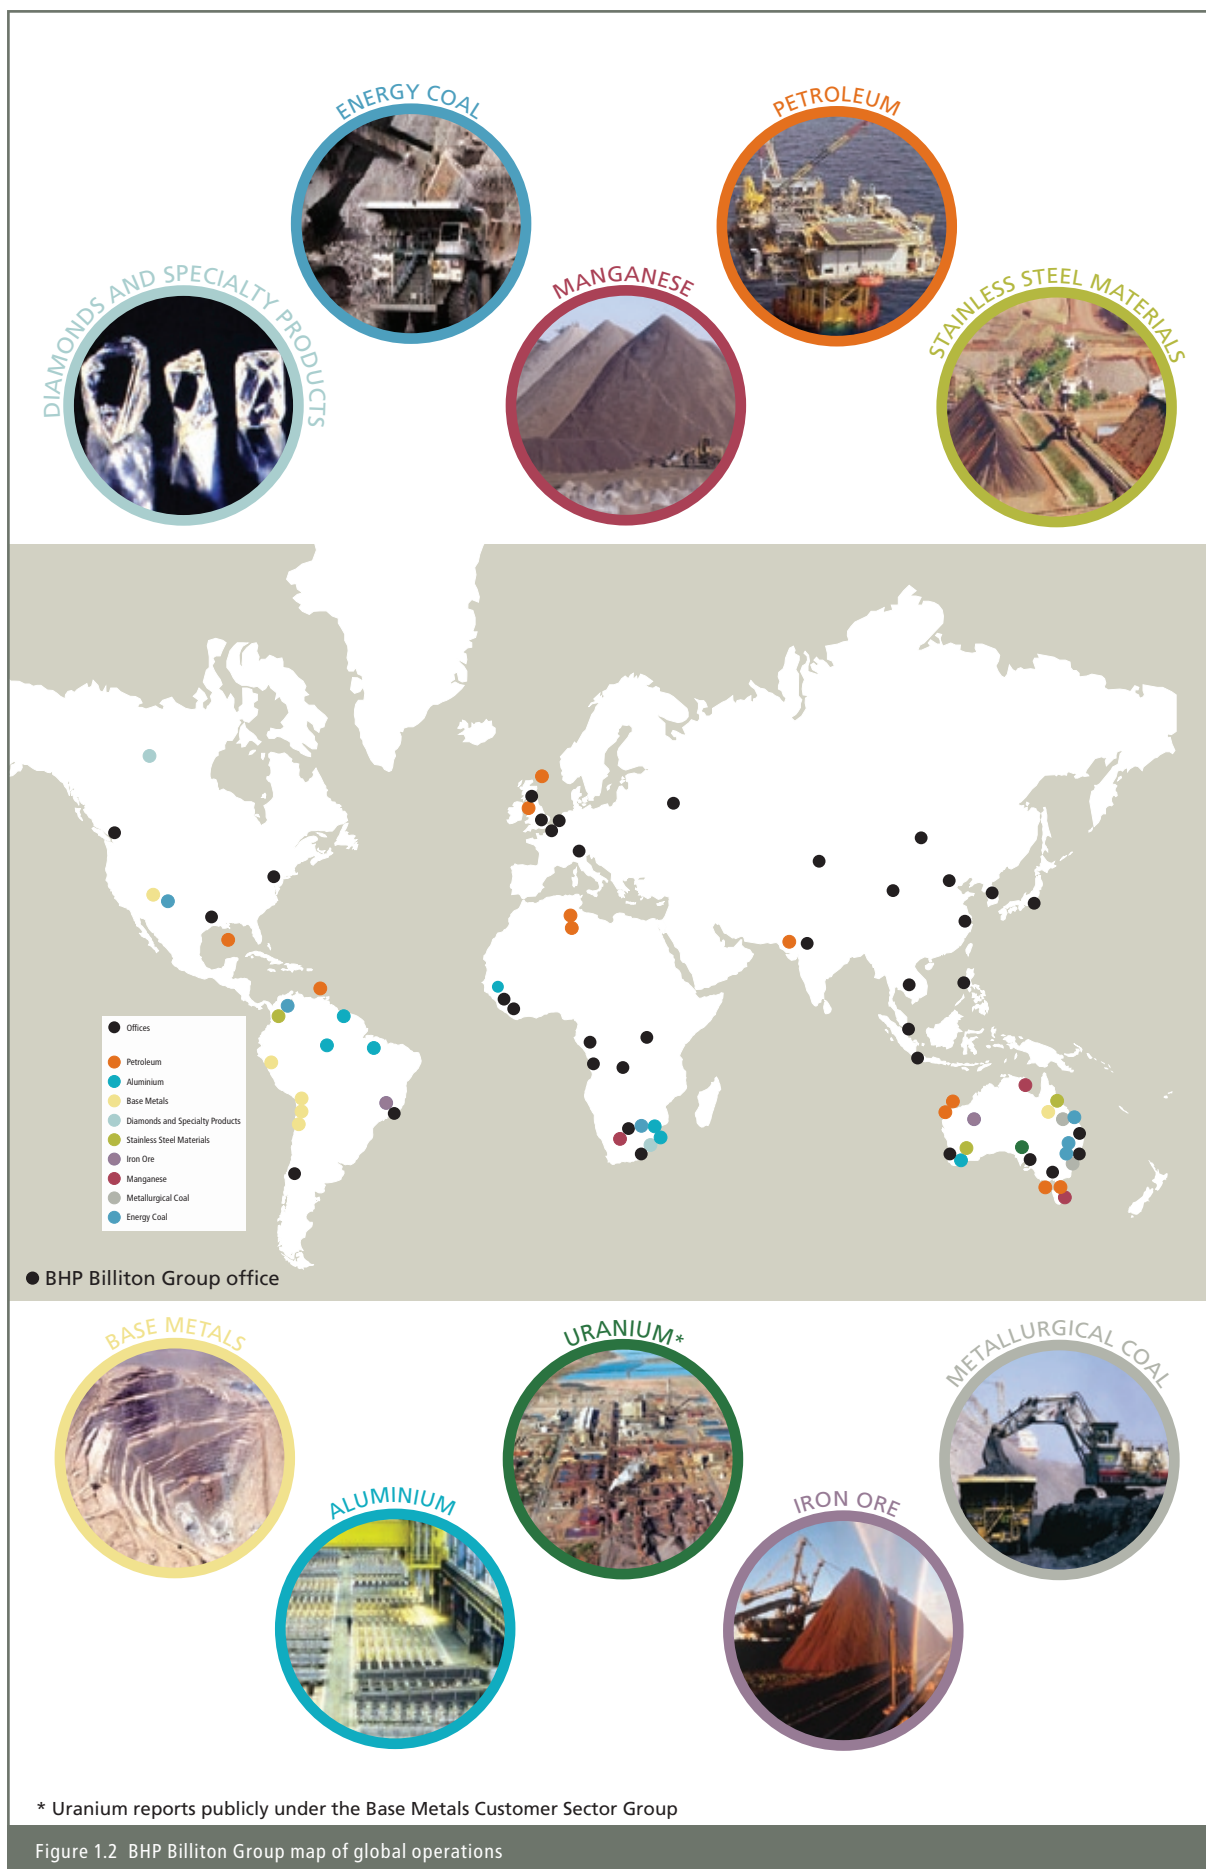 ENERGY COAL
PETROLEUM
DIAMONDS AND SPECIALTY PRODUCTS
MANGANESE
STAINLESS STEEL MATERIALS
Offices
Petroleum
Aluminium
Base Metals
Diamonds and Specialty Products
Stainless Steel Materials
Iron Ore
Manganese
Metallurgical Coal
Energy Coal
BHP Billiton Group office
BASE METALS
URANIUM*
METALLURGICAL COAL
ALUMINIUM
IRON ORE
* Uranium reports publicly under the Base Metals Customer Sector Group
Figure 1.2 BHP Billiton Group map of global operations